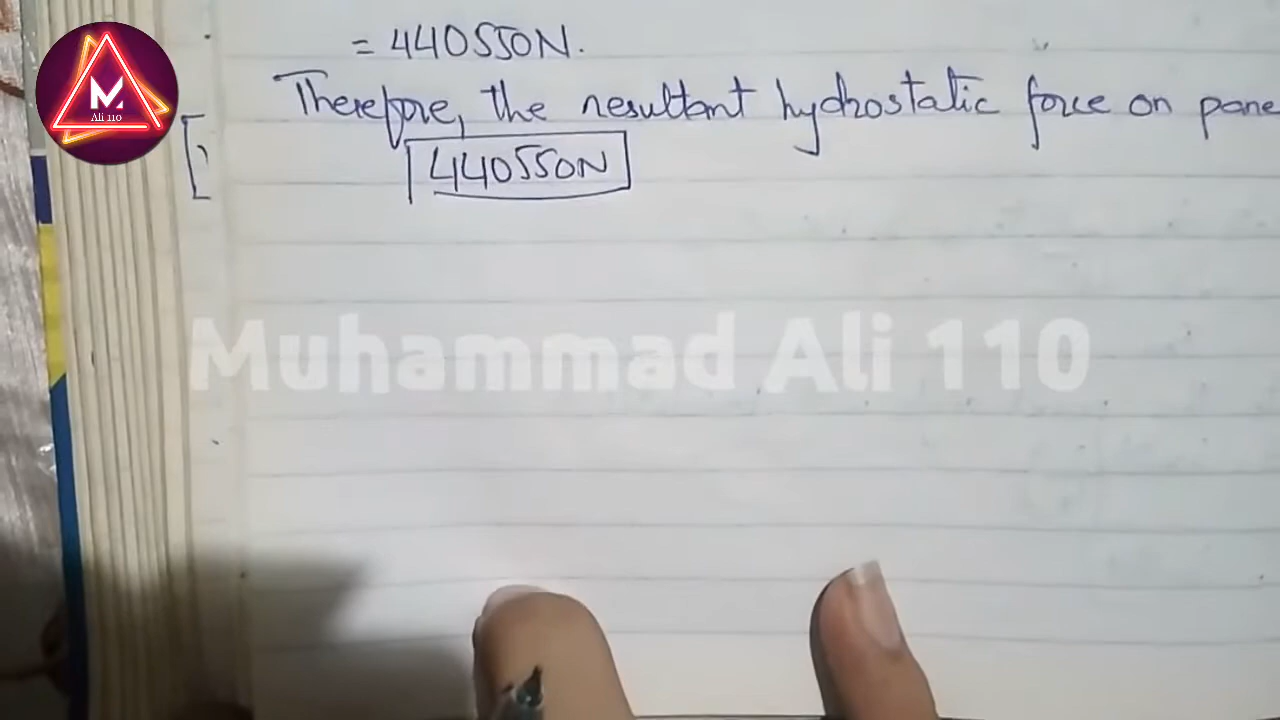 = 440550N.
Therefore, the resultant hydrostatic force on pane
440550N
M
Ali 110
Muhammad Ali 110